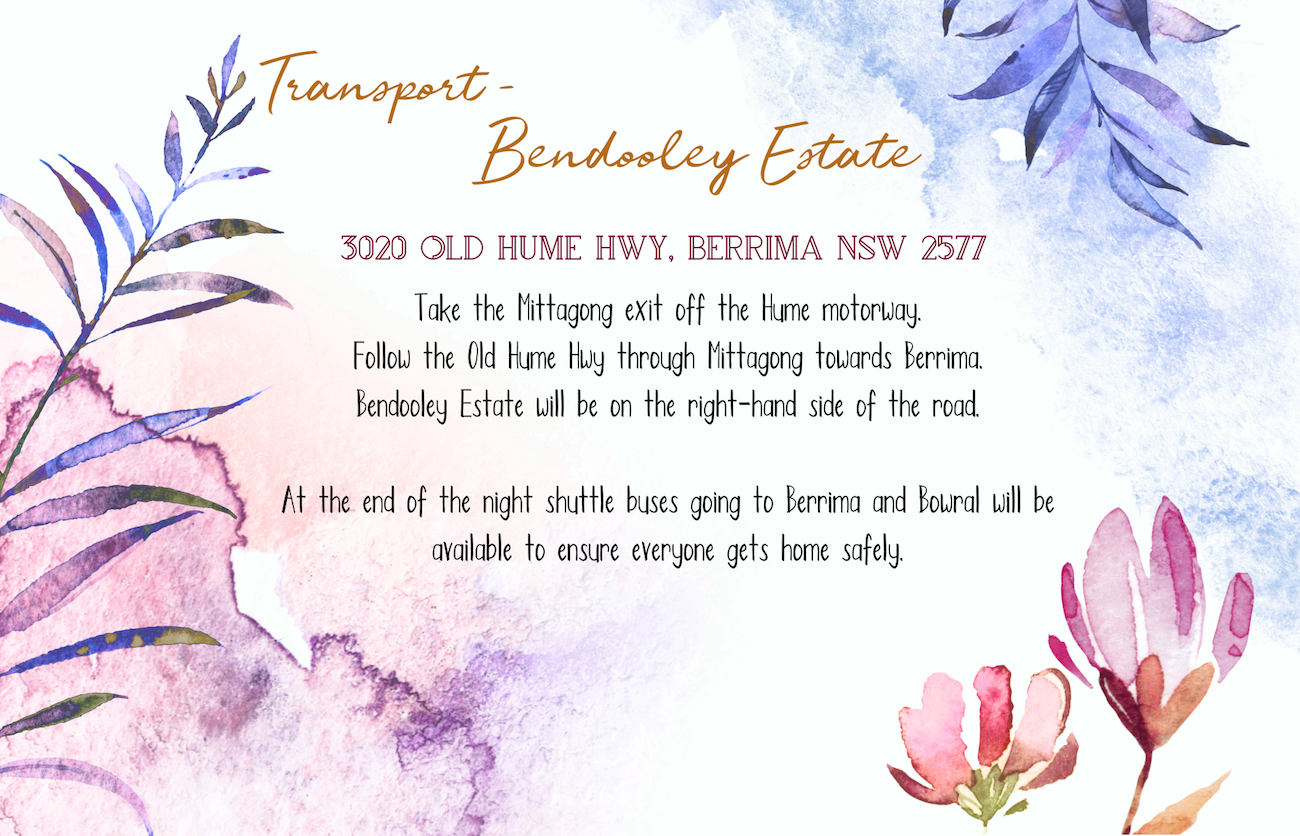 Transport -
Bendooley Estate
3020 OLD HUME HWY, BERRIMA NSW 2577
Take the Mittagong exit off the Hume motorway.
Follow the Old Hume Hwy through Mittagong towards Berrima.
Bendooley Estate will be on the right-hand side of the road.
At the end of the night shuttle buses going to Berrima and Bowral will be
available to ensure everyone gets home safely.